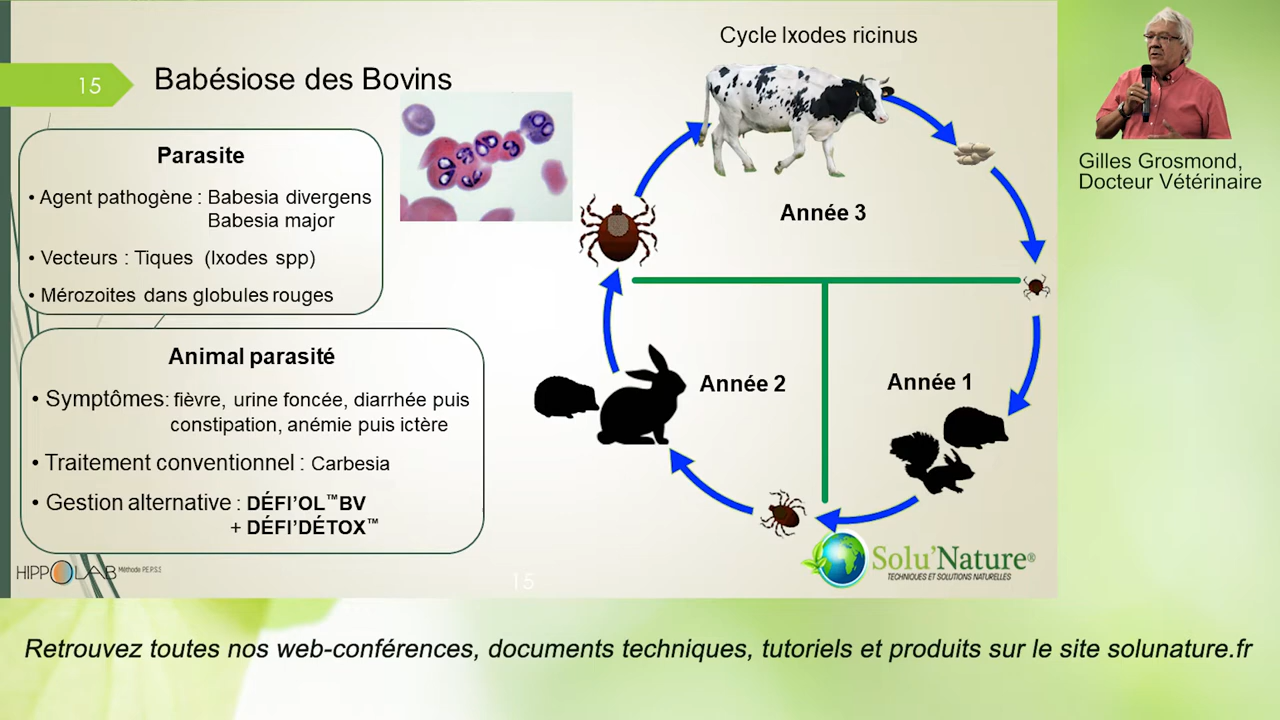 15
Babésiose des Bovins
Cycle Ixodes ricinus
Parasite
• Agent pathogène : Babesia divergens
Babesia major
• Vecteurs : Tiques (Ixodes spp)
• Mérozoites dans globules rouges
Animal parasité
• Symptômes: fièvre, urine foncée, diarrhée puis
constipation, anémie puis ictère
• Traitement conventionnel : Carbesia
• Gestion alternative : DÉFI’OL™BV
+ DÉFI’DÉTOX™
Année 3
Année 2
Année 1
HIPPOLAB Méthode P.E.P.S.S
15
Solu’Nature®
TECHNIQUES ET SOLUTIONS NATURELLES
Gilles Grosmond,
Docteur Vétérinaire
Retrouvez toutes nos web-conférences, documents techniques, tutoriels et produits sur le site solunature.fr